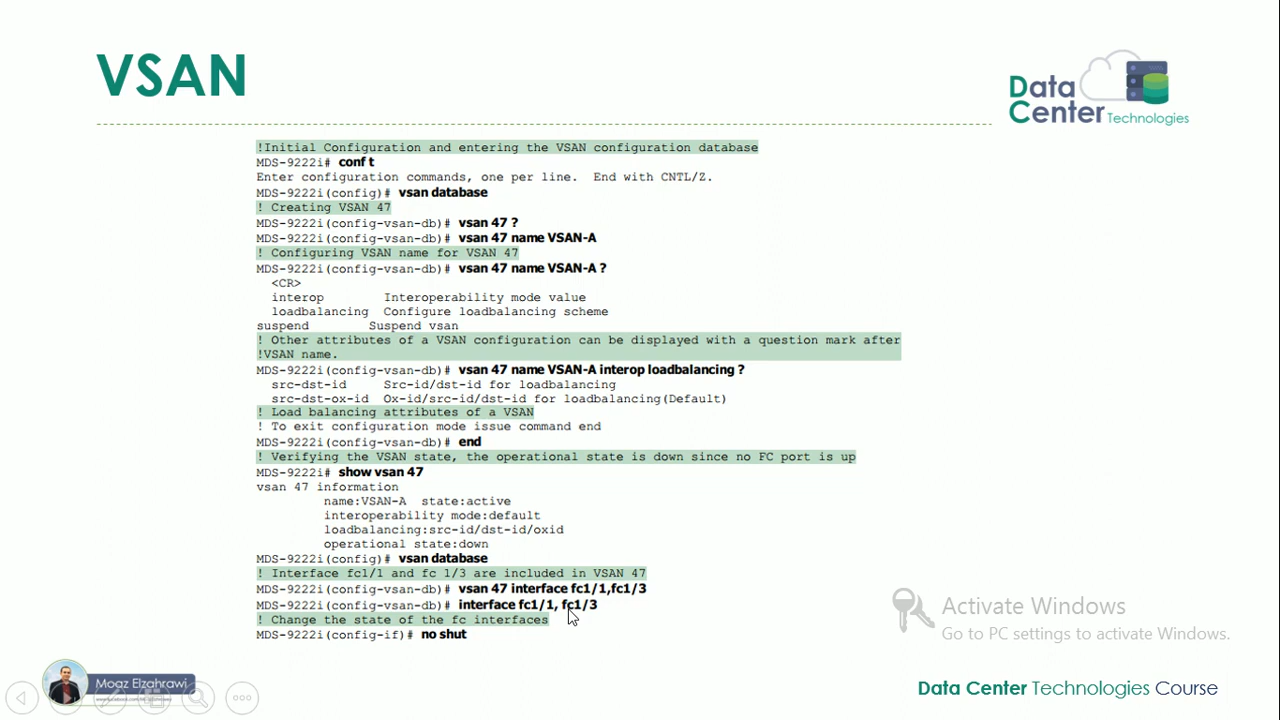 VSAN
Data
Center Technologies
!Initial Configuration and entering the VSAN configuration database
MDS-9222i# conf t
Enter configuration commands, one per line.  End with CNTL/Z.
MDS-9222i(config)# vsan database
! Creating VSAN 47
MDS-9222i(config-vsan-db)# vsan 47 ?
MDS-9222i(config-vsan-db)# vsan 47 name VSAN-A
! Configuring VSAN name for VSAN 47
MDS-9222i(config-vsan-db)# vsan 47 name VSAN-A ?
<CR>
interop        Interoperability mode value
loadbalancing  Configure loadbalancing scheme
suspend        Suspend vsan
! Other attributes of a VSAN configuration can be displayed with a question mark after
!VSAN name.
MDS-9222i(config-vsan-db)# vsan 47 name VSAN-A interop loadbalancing ?
src-dst-id     Src-id/dst-id for loadbalancing
src-dst-ox-id  Ox-id/src-id/dst-id for loadbalancing(Default)
! Load balancing attributes of a VSAN
! To exit configuration mode issue command end
MDS-9222i(config-vsan-db)# end
! Verifying the VSAN state, the operational state is down since no FC port is up
MDS-9222i# show vsan 47
vsan 47 information
name:VSAN-A  state:active
interoperability mode:default
loadbalancing:src-id/dst-id/oxid
operational state:down
MDS-9222i(config)# vsan database
! Interface fc1/1 and fc 1/3 are included in VSAN 47
MDS-9222i(config-vsan-db)# vsan 47 interface fc1/1,fc1/3
MDS-9222i(config-vsan-db)# interface fc1/1, fc1/3
! Change the state of the fc interfaces
MDS-9222i(config-if)# no shut
Activate Windows
Go to PC settings to activate Windows.
Moaz Elzahrawi
Data Center Technologies Course